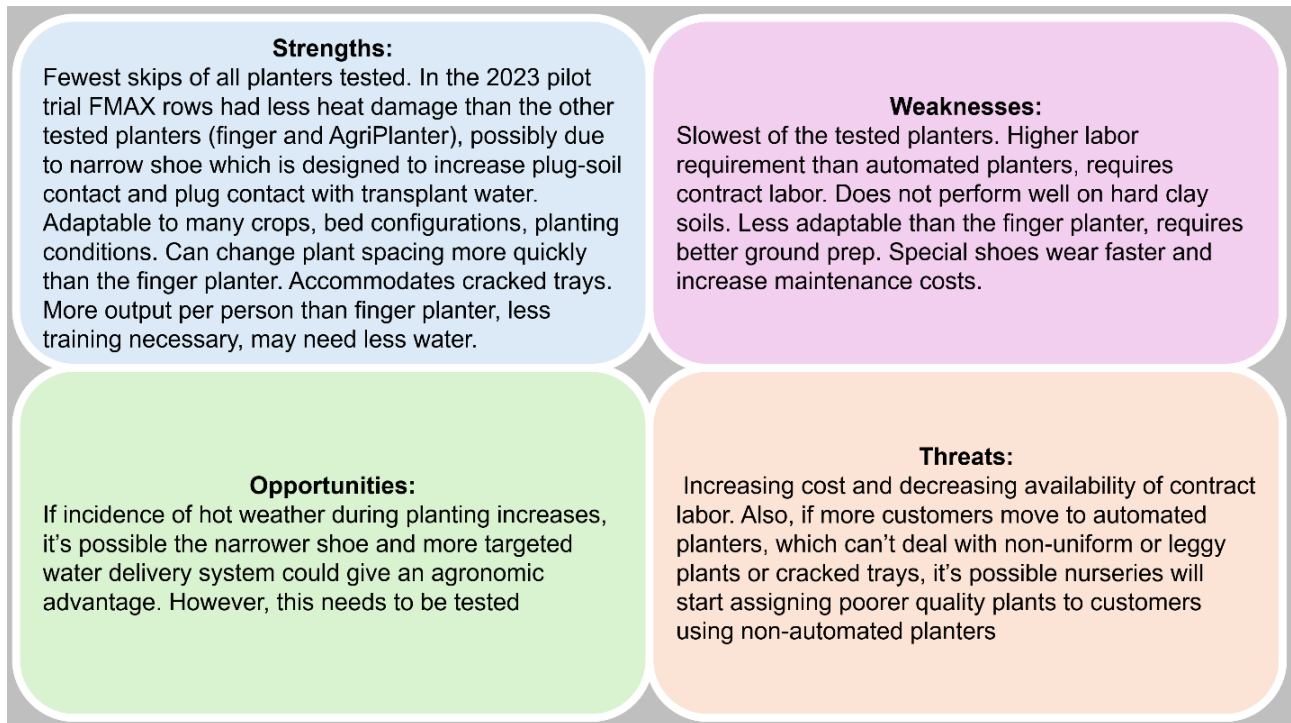 Strengths:
Fewest skips of all planters tested. In the 2023 pilot
trial FMAX rows had less heat damage than the other
tested planters (finger and AgriPlanter), possibly due
to narrow shoe which is designed to increase plug-soil
contact and plug contact with transplant water.
Adaptable to many crops, bed configurations, planting
conditions. Can change plant spacing more quickly
than the finger planter. Accommodates cracked trays.
More output per person than finger planter, less
training necessary, may need less water.
Weaknesses:
Slowest of the tested planters. Higher labor
requirement than automated planters, requires
contract labor. Does not perform well on hard clay
soils. Less adaptable than the finger planter, requires
better ground prep. Special shoes wear faster and
increase maintenance costs.
Opportunities:
If incidence of hot weather during planting increases,
it's possible the narrower shoe and more targeted
water delivery system could give an agronomic
advantage. However, this needs to be tested
Threats:
Increasing cost and decreasing availability of contract
labor. Also, if more customers move to automated
planters, which can't deal with non-uniform or leggy
plants or cracked trays, it's possible nurseries will
start assigning poorer quality plants to customers
using non-automated planters